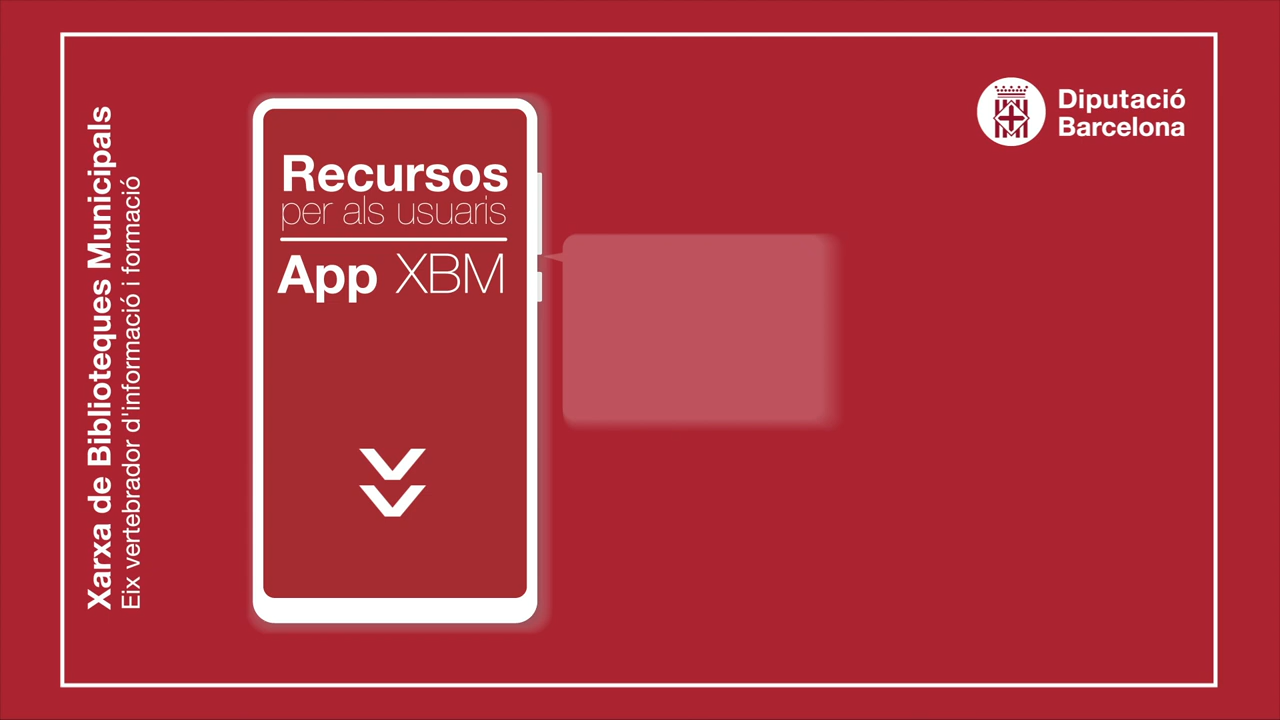 Xarxa de Biblioteques Municipals
Eix vertebrador d'informació i formació
Recursos
per als usuaris
App XBM
Diputació
Barcelona